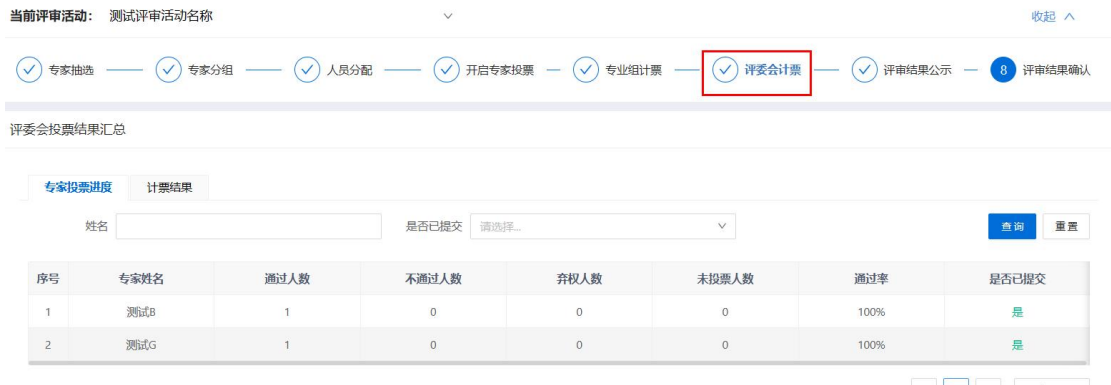 当前评审活动： 测试评审活动名称 收起
专家抽选 专家分组 人员分配 开启专家投票 专业组计票 评委会计票 评审结果公示 8 评审结果确认
评委会投票结果汇总
专家投票进度 计票结果
姓名 是否已提交 请选择... 查询 重置
序号 专家姓名 通过人数 不通过人数 弃权人数 未投票人数 通过率 是否已提交
1 测试B 1 0 0 0 100% 是
2 测试G 1 0 0 0 100% 是